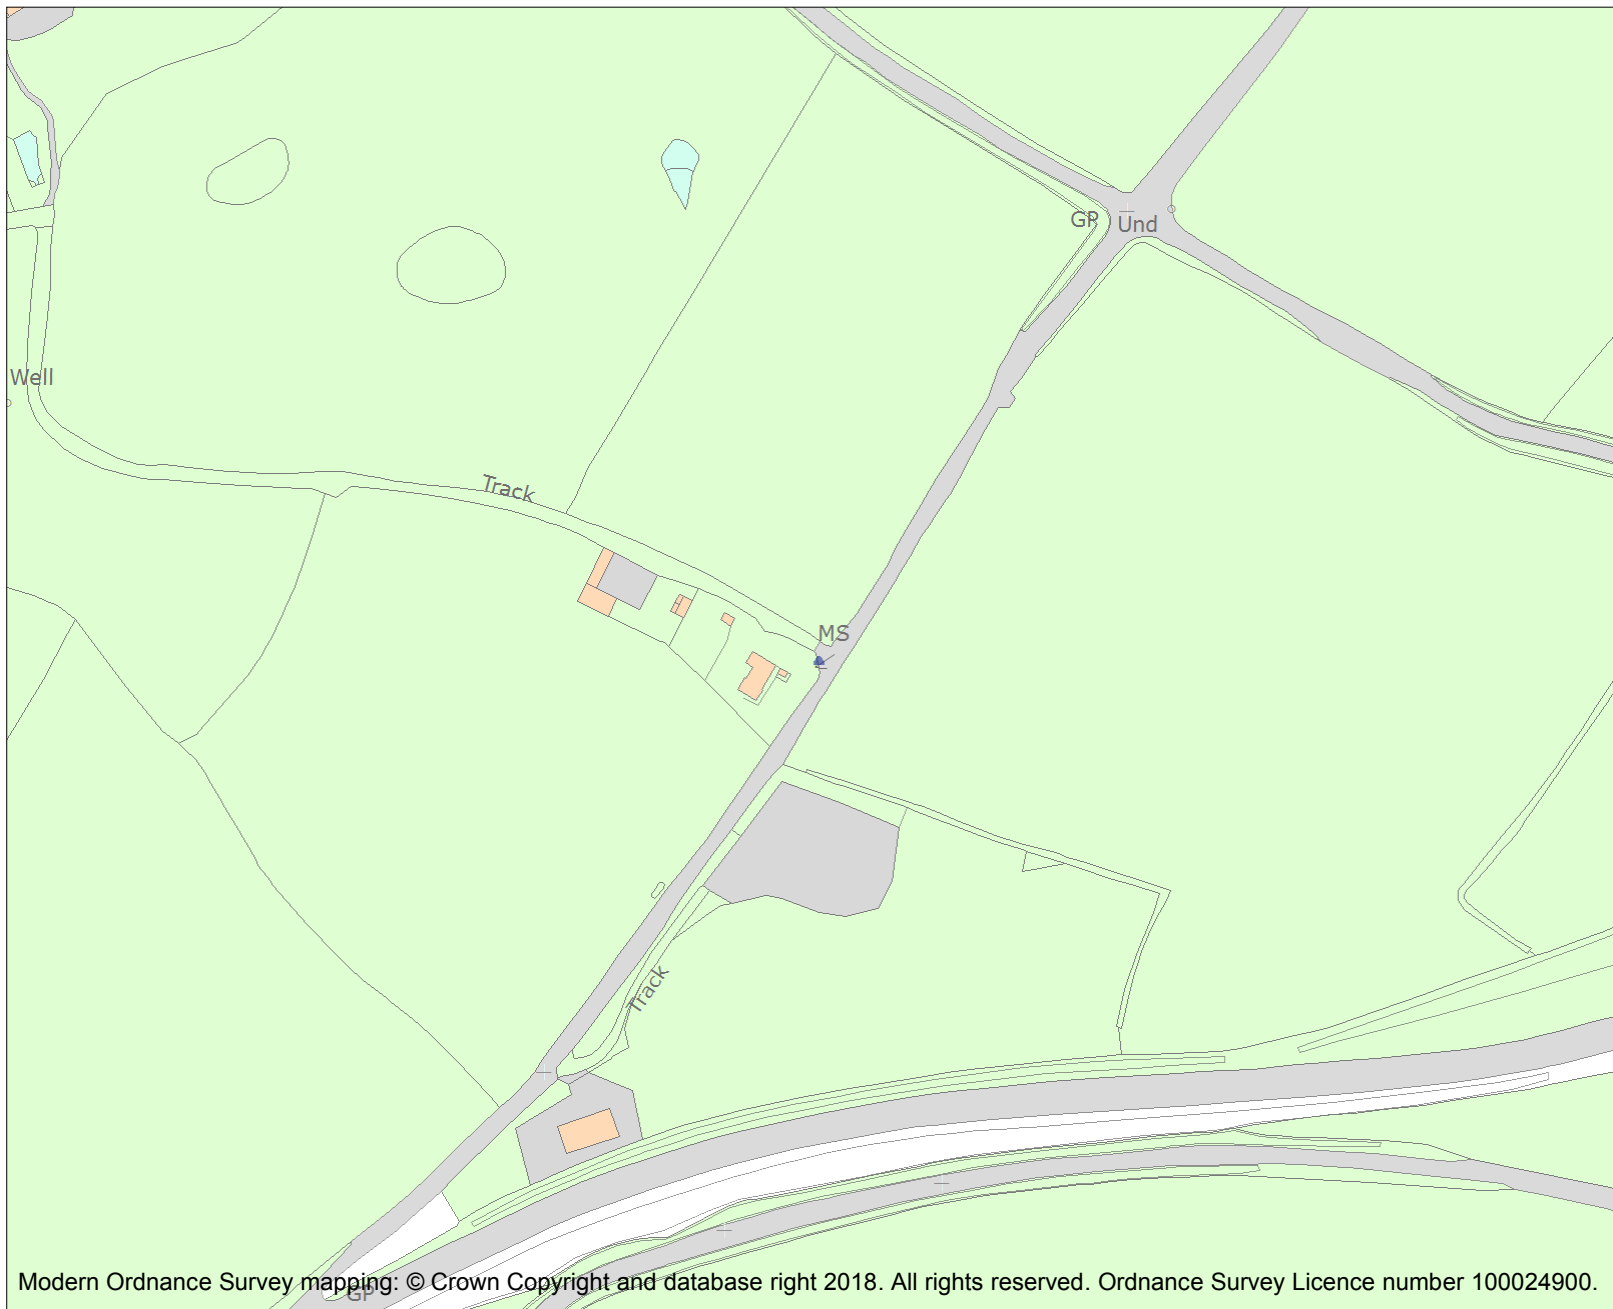 GP
Und
Well
Track
MS
Track
GP
Modern Ordnance Survey mapping: © Crown Copyright and database right 2018. All rights reserved. Ordnance Survey Licence number 100024900.